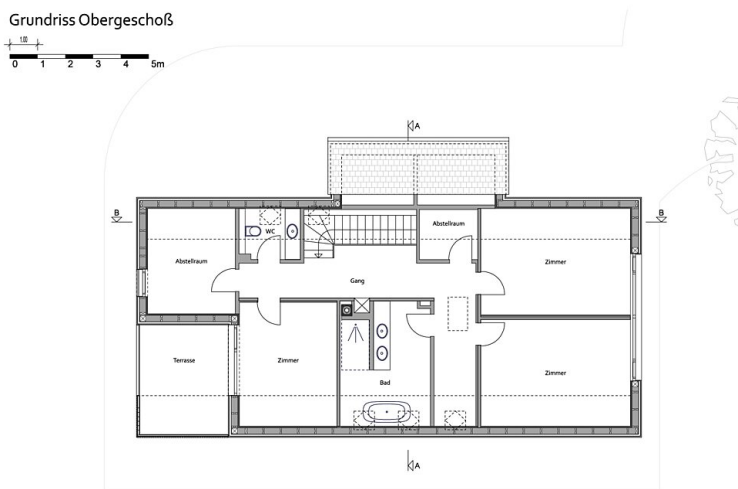 Grundriss Obergeschoß
1.00
0 1 2 3 4 5m
A
B
B
WC
Abstellraum
Abstellraum
Zimmer
Gang
Terrasse
Zimmer
Bad
Zimmer
A